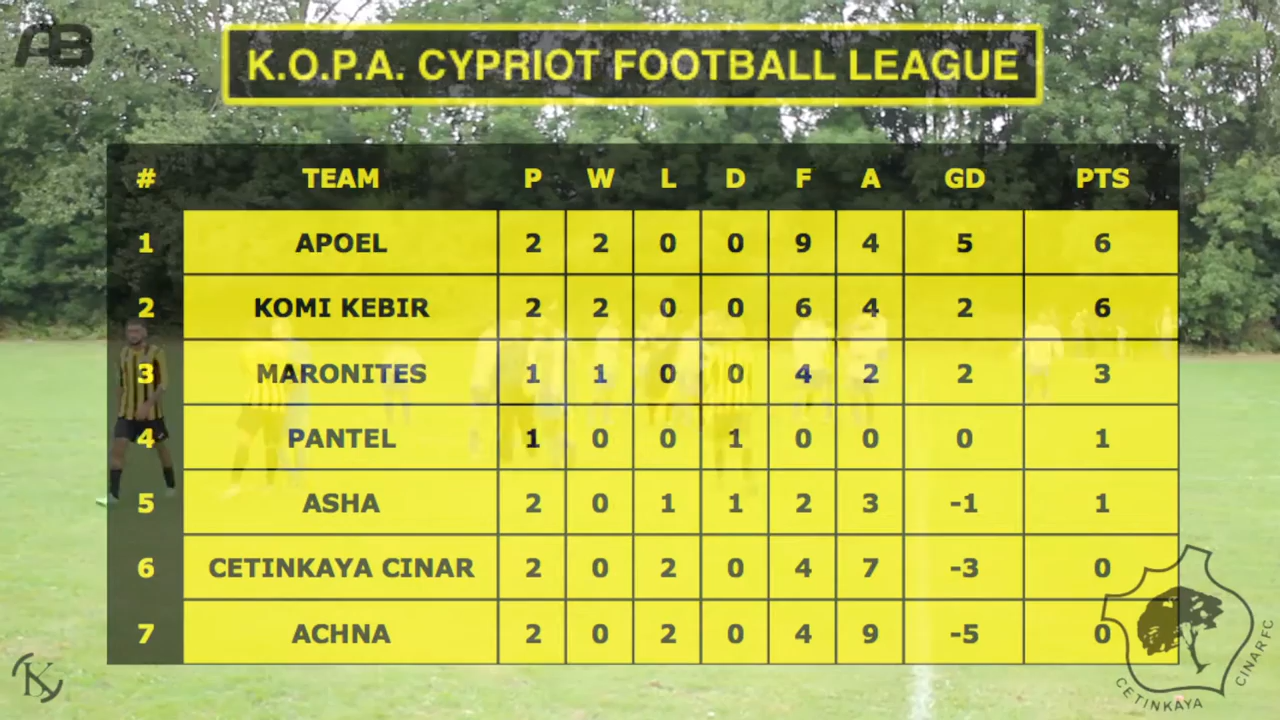 AB
K.O.P.A. CYPRIOT FOOTBALL LEAGUE
# TEAM P W L D F A GD PTS
1 APOEL 2 2 0 0 9 4 5 6
2 KOMI KEBIR 2 2 0 0 6 4 2 6
3 MARONITES 1 1 0 0 4 2 2 3
4 PANTEL 1 0 0 1 0 0 0 1
5 ASHA 2 0 1 1 2 3 -1 1
6 CETINKAYA CINAR 2 0 2 0 4 7 -3 0
7 ACHNA 2 0 2 0 4 9 -5 0
K
CETINKAYA CINAR FC